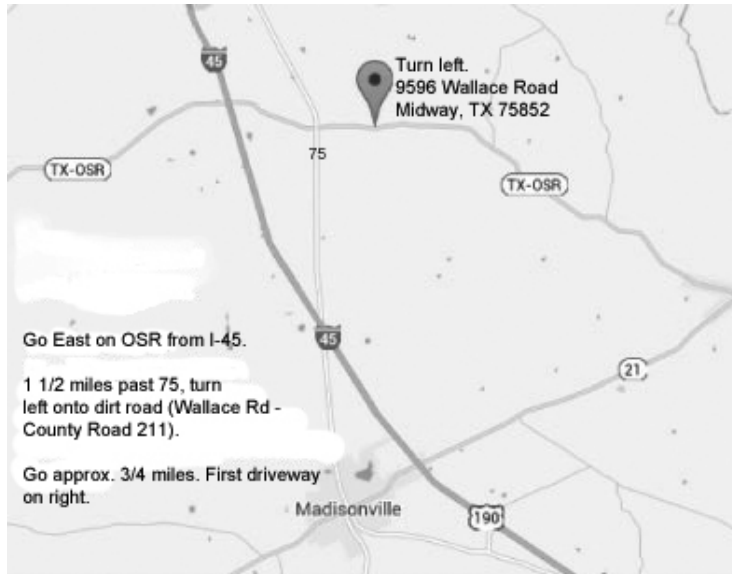 45
Turn left.
9596 Wallace Road
Midway, TX 75852
75
TX-OSR
TX-OSR
Go East on OSR from I-45.
45
1 1/2 miles past 75, turn
left onto dirt road (Wallace Rd -
County Road 211).
21
Go approx. 3/4 miles. First driveway
on right.
Madisonville
190